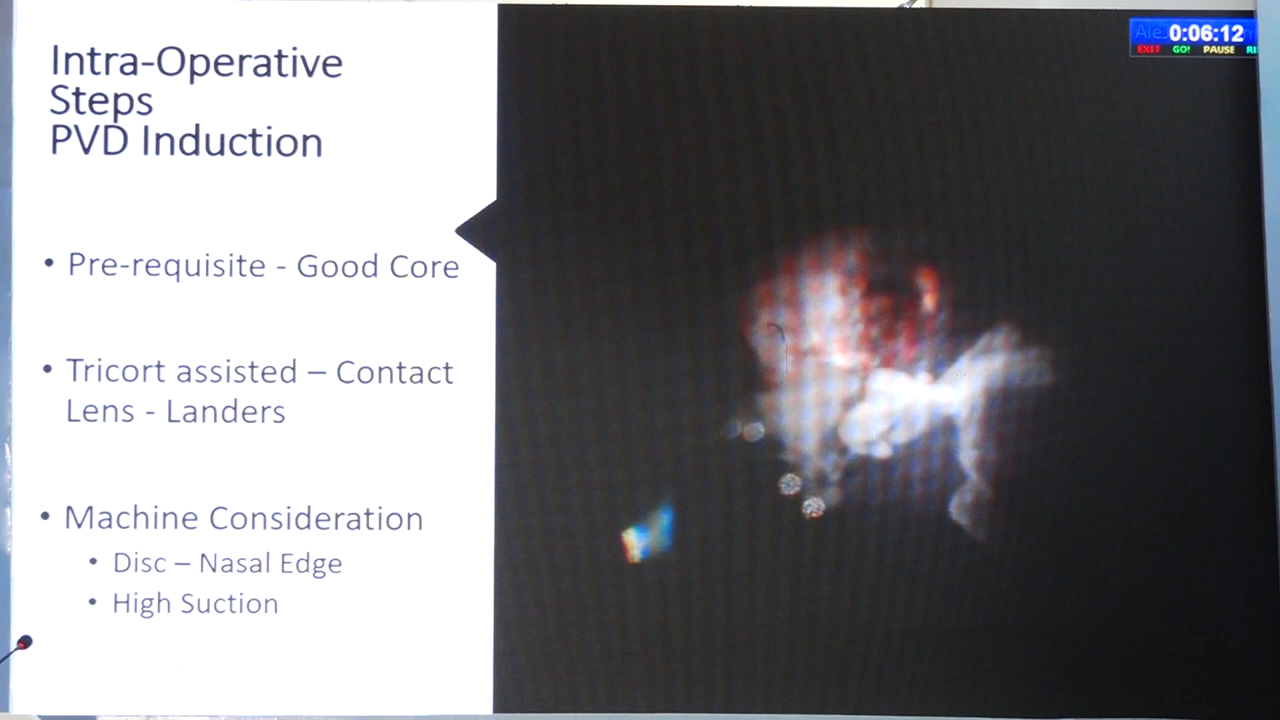 Intra-Operative
Steps
PVD Induction
• Pre-requisite - Good Core
• Tricort assisted – Contact
Lens - Landers
• Machine Consideration
• Disc – Nasal Edge
• High Suction
0:06:12
EXIT GO! PAUSE